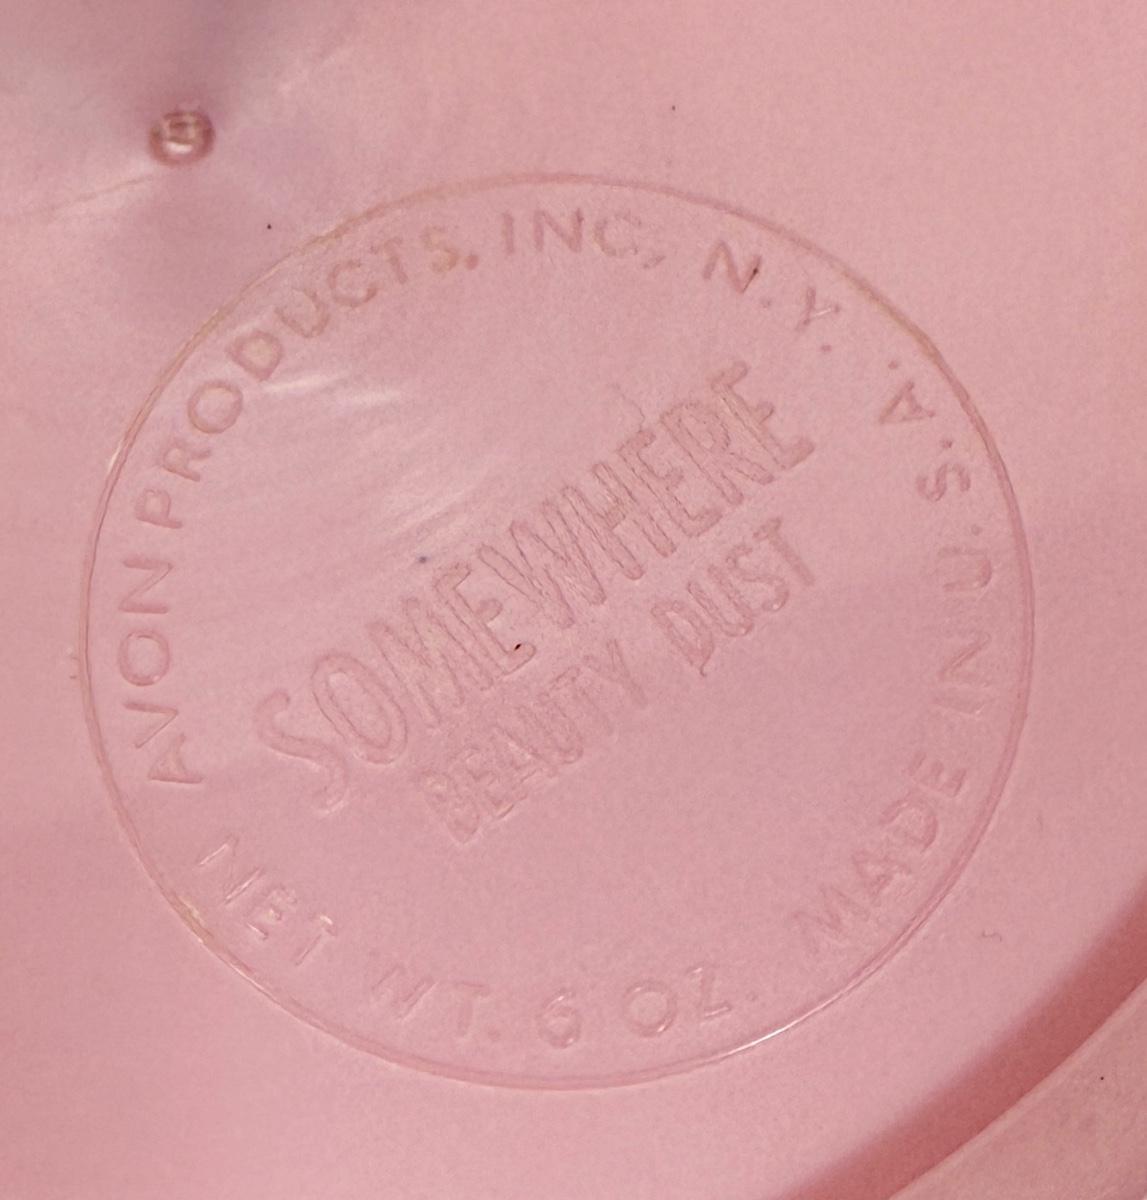 AVON PRODUCTS, INC, N.Y.
SOMEWHERE
BEAUTY DUST
NET WT. 6 OZ. MADE IN U.S.A.